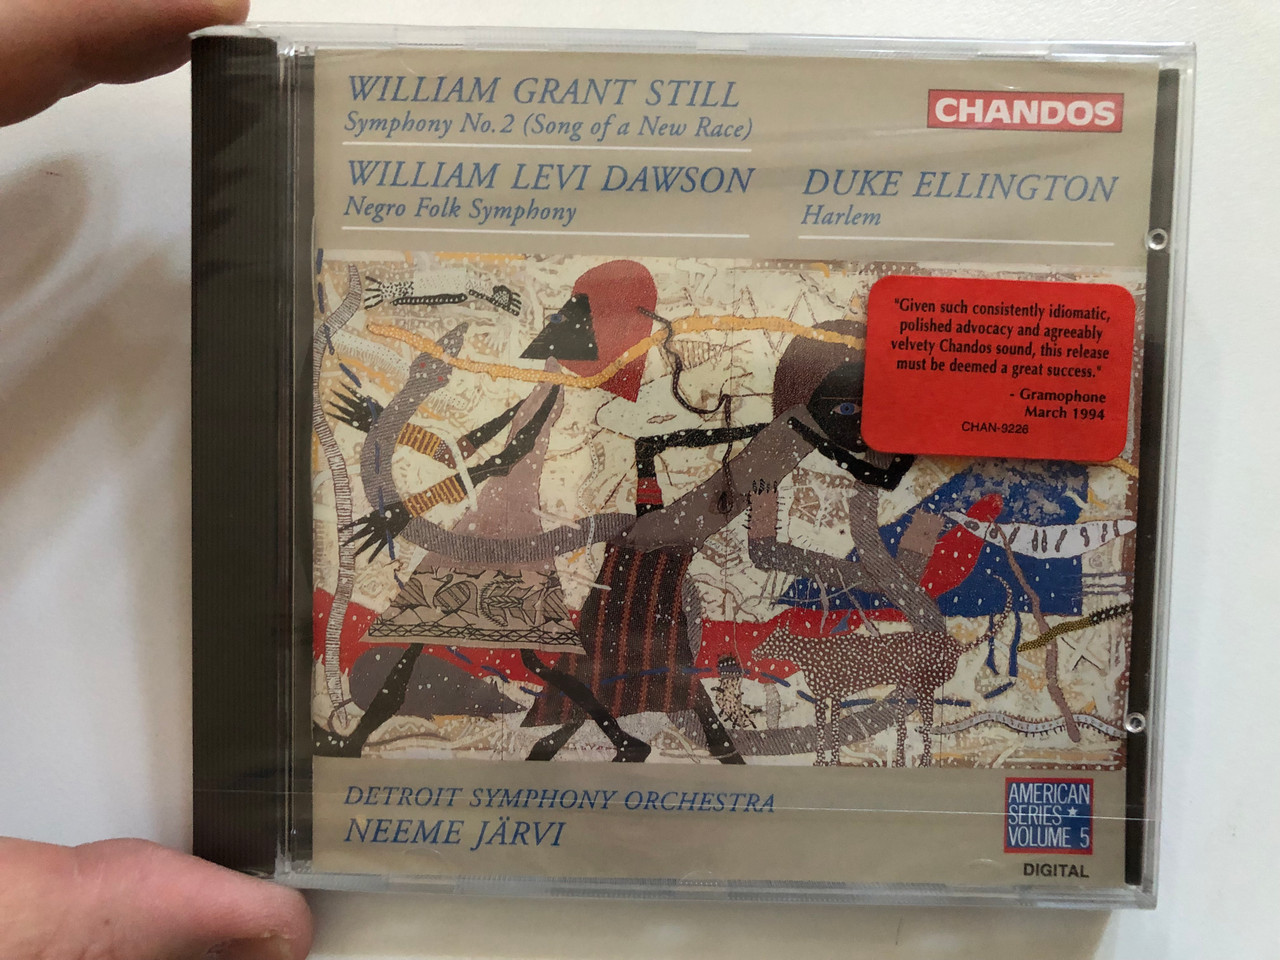 WILLIAM GRANT STILL
Symphony No. 2 (Song of a New Race)
CHANDOS
WILLIAM LEVI DAWSON
Negro Folk Symphony
DUKE ELLINGTON
Harlem
"Given such consistently idiomatic,
polished advocacy and agreeably
velvety Chandos sound, this release
must be deemed a great success."
- Gramophone
March 1994
CHAN-9226
DETROIT SYMPHONY ORCHESTRA
NEEME JÄRVI
AMERICAN
SERIES★
VOLUME 5
DIGITAL